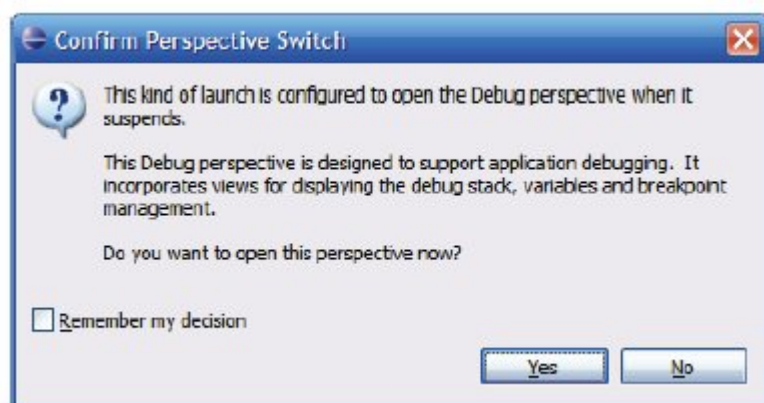 Confirm Perspective Switch
This kind of launch is configured to open the Debug perspective when it
suspends.
This Debug perspective is designed to support application debugging. It
incorporates views for displaying the debug stack, variables and breakpoint
management.
Do you want to open this perspective now?
Remember my decision
Yes No